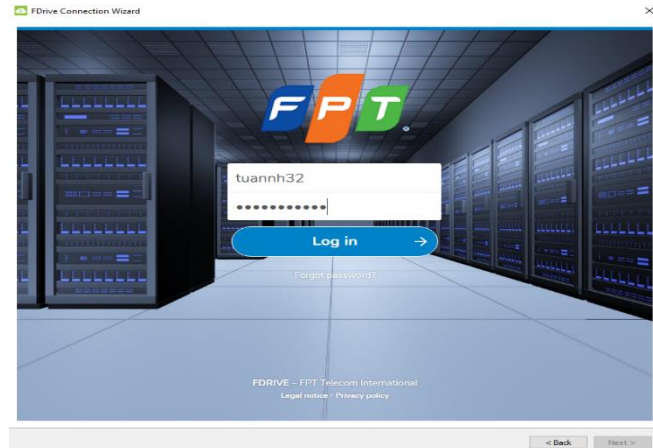 FDrive Connection Wizard
FPT
tuannh32
•••••••••••
Log in →
Forgot password?
FDRIVE – FPT Telecom International
Legal notice - Privacy policy
< Back Next >